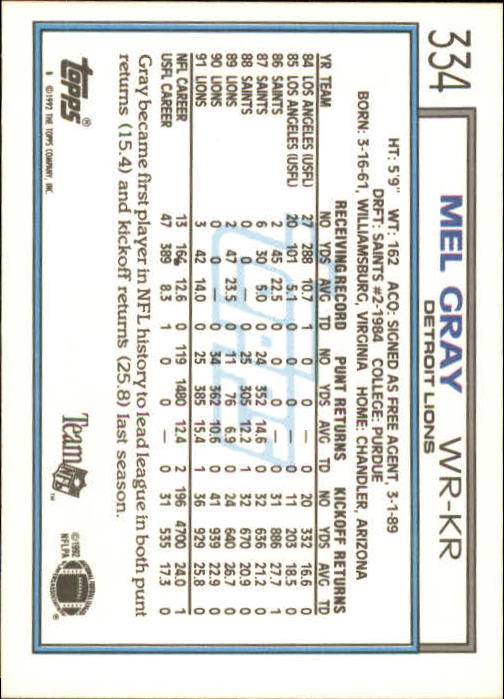 334 MEL GRAY WR-KR
DETROIT LIONS
HT: 5'9" WT: 162 ACQ: SIGNED AS FREE AGENT, 3-1-89
DRFT: SAINTS #2-1984 COLLEGE: PURDUE
BORN: 3-16-61, WILLIAMSBURG, VIRGINIA HOME: CHANDLER, ARIZONA
RECEIVING RECORD PUNT RETURNS KICKOFF RETURNS
YR TEAM NO YDS AVG TD NO YDS AVG TD NO YDS AVG TD
84 LOS ANGELES (USFL) 27 288 10.7 1 0 0 — 0 20 332 16.6 0
85 LOS ANGELES (USFL) 20 101 5.1 0 0 0 — 0 11 203 18.5 0
86 SAINTS 2 45 22.5 0 0 0 — 0 31 886 27.7 1
87 SAINTS 6 30 5.0 0 24 352 14.6 0 32 636 21.2 0
88 SAINTS 0 0 — 0 25 305 12.2 1 32 670 20.9 0
89 LIONS 2 47 23.5 0 11 76 6.9 0 24 640 26.7 0
90 LIONS 0 0 — 0 34 362 10.6 0 41 939 22.9 0
91 LIONS 3 42 14.0 0 25 385 15.4 1 36 929 25.8 0
NFL CAREER 13 164 12.6 0 119 1480 12.4 2 196 4700 24.0 1
USFL CAREER 47 389 8.3 1 0 0 — 0 31 535 17.3 0
Gray became first player in NFL history to lead league in both punt
returns (15.4) and kickoff returns (25.8) last season.
Topps®
©1992 THE TOPPS COMPANY, INC.
Team NFL™
©1992 NFLPA